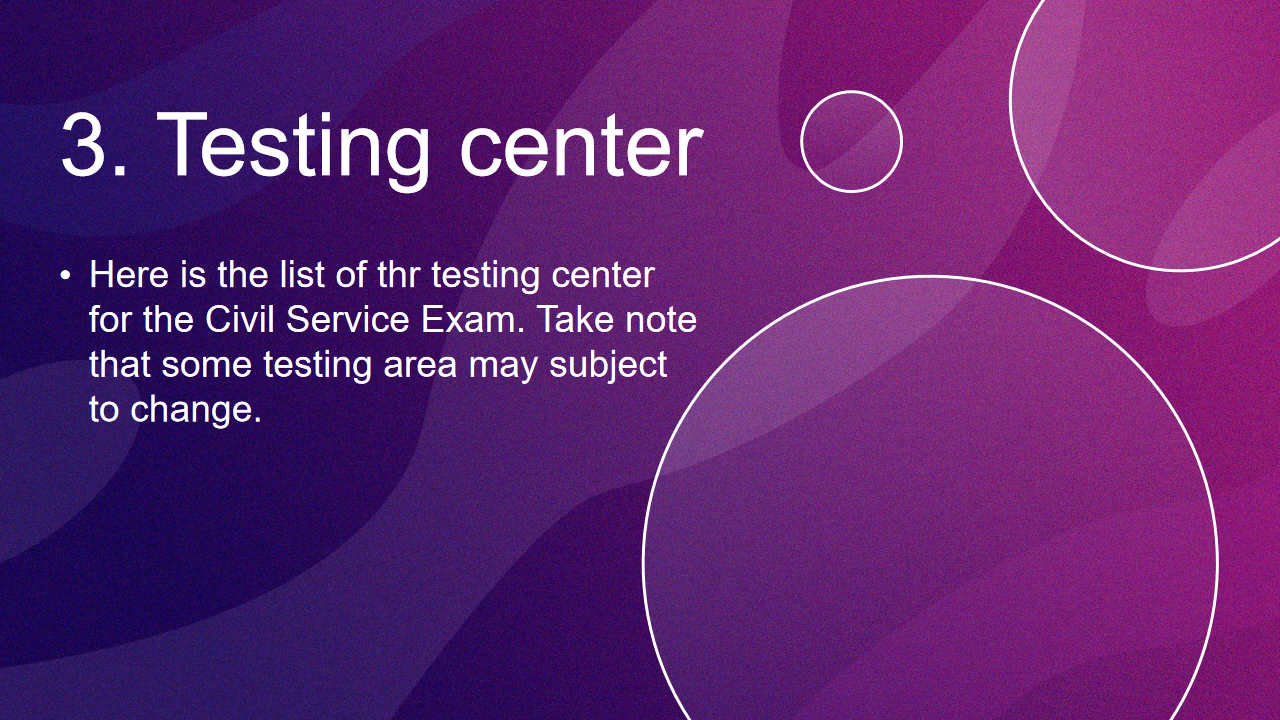 3. Testing center
• Here is the list of thr testing center
for the Civil Service Exam. Take note
that some testing area may subject
to change.